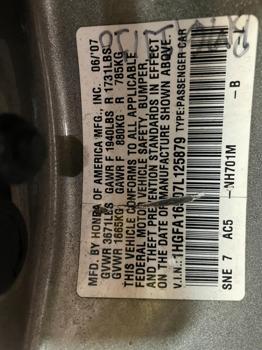 MFD. BY HONDA OF AMERICA MFG., INC. 06/'07
GVWR 3671LBS GAWR F 1940LBS R 1731LBS
GVWR 1665KG GAWR F 880KG R 785KG
THIS VEHICLE CONFORMS TO ALL APPLICABLE
FEDERAL MOTOR VEHICLE SAFETY, BUMPER,
AND THEFT PREVENTION STANDARDS IN EFFECT
ON THE DATE OF MANUFACTURE SHOWN ABOVE.
V.I.N.: TYPE:PASSENGER CAR
SNE 7 AC5 NH701M -B